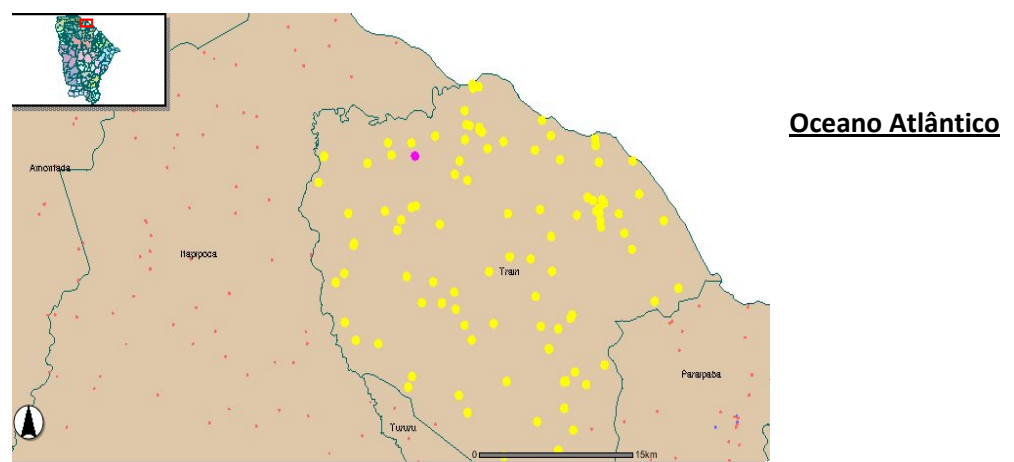 Oceano Atlântico
Amontada
Itapipoca
Trairi
Paraipaba
Tururu
0 15km